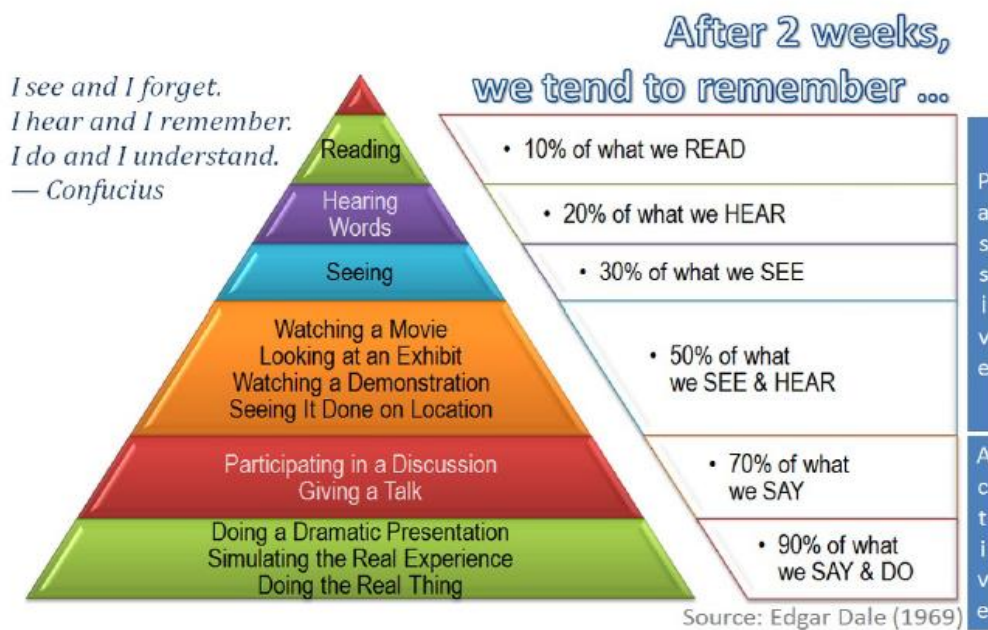 After 2 weeks,
we tend to remember ...
I see and I forget.
I hear and I remember.
I do and I understand.
— Confucius
Reading
• 10% of what we READ
Hearing
Words
• 20% of what we HEAR
Seeing
• 30% of what we SEE
Watching a Movie
Looking at an Exhibit
Watching a Demonstration
Seeing It Done on Location
• 50% of what
we SEE & HEAR
Participating in a Discussion
Giving a Talk
• 70% of what
we SAY
Doing a Dramatic Presentation
Simulating the Real Experience
Doing the Real Thing
• 90% of what
we SAY & DO
Passive
Active
Source: Edgar Dale (1969)